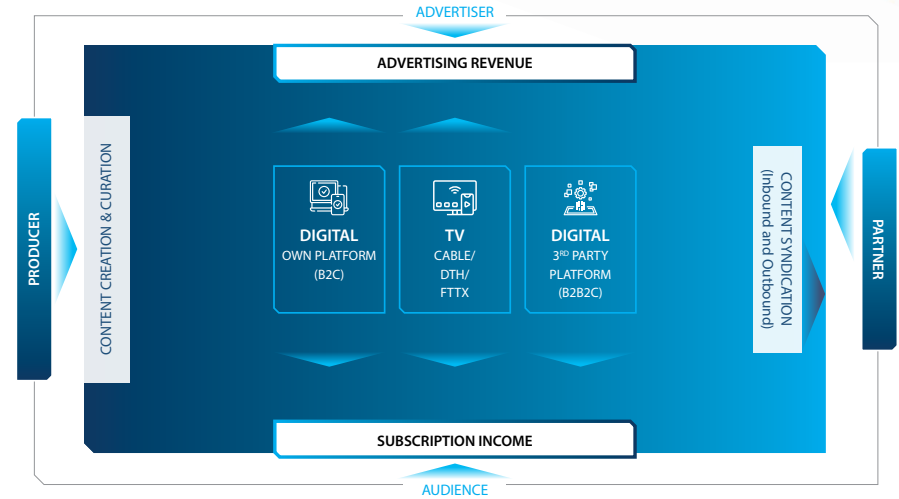 ADVERTISER
ADVERTISING REVENUE
PRODUCER
CONTENT CREATION & CURATION
DIGITAL
OWN PLATFORM
(B2C)
TV
CABLE/
DTH/
FTTX
DIGITAL
3RD PARTY
PLATFORM
(B2B2C)
CONTENT SYNDICATION
(Inbound and Outbound)
PARTNER
SUBSCRIPTION INCOME
AUDIENCE